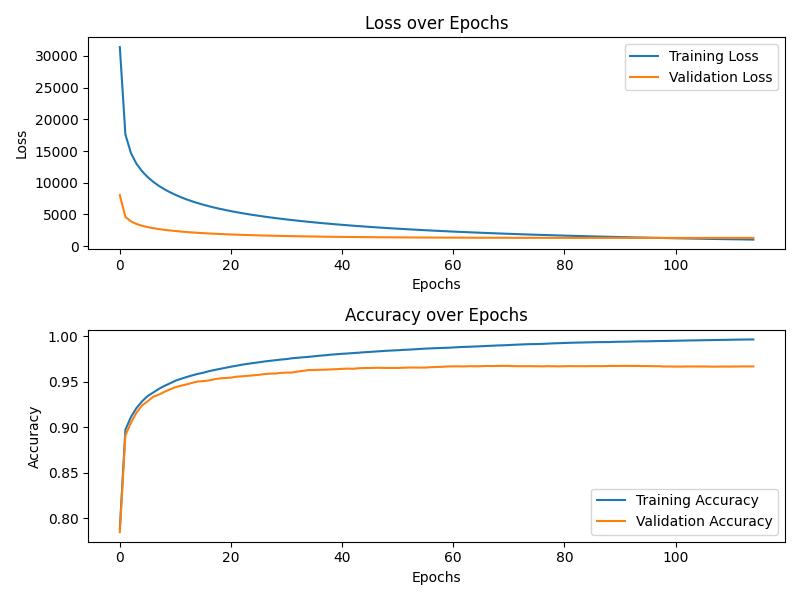 Loss over Epochs
30000
25000
20000
15000
10000
5000
0
Loss
Training Loss
Validation Loss
0 20 40 60 80 100
Epochs
Accuracy over Epochs
1.00
0.95
0.90
0.85
0.80
Accuracy
Training Accuracy
Validation Accuracy
0 20 40 60 80 100
Epochs